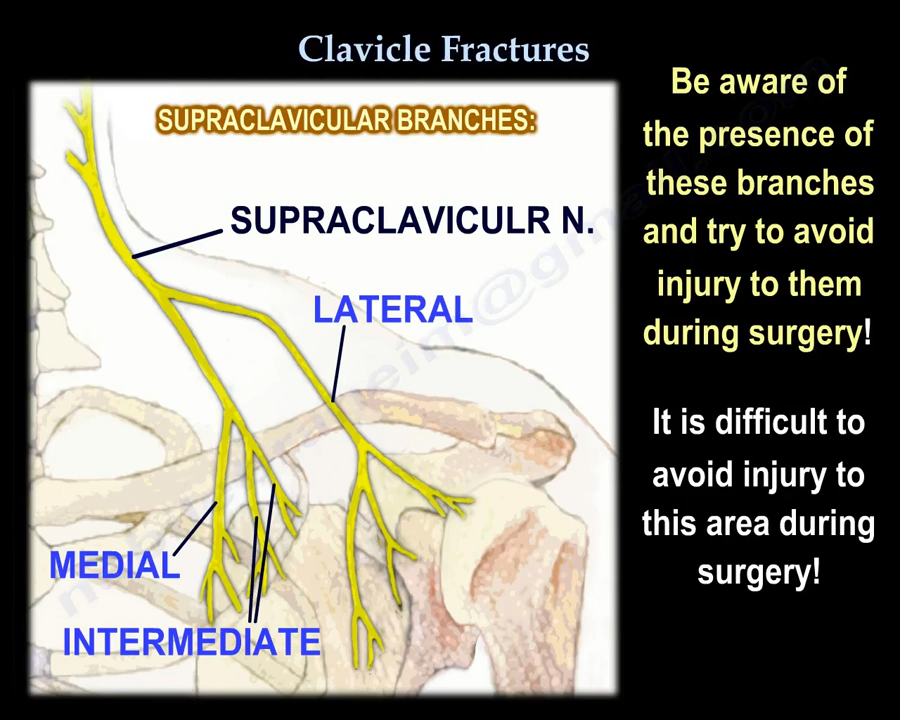 Clavicle Fractures
SUPRACLAVICULAR BRANCHES:
SUPRACLAVICULR N.
LATERAL
MEDIAL
INTERMEDIATE
Be aware of
the presence of
these branches
and try to avoid
injury to them
during surgery!
It is difficult to
avoid injury to
this area during
surgery!